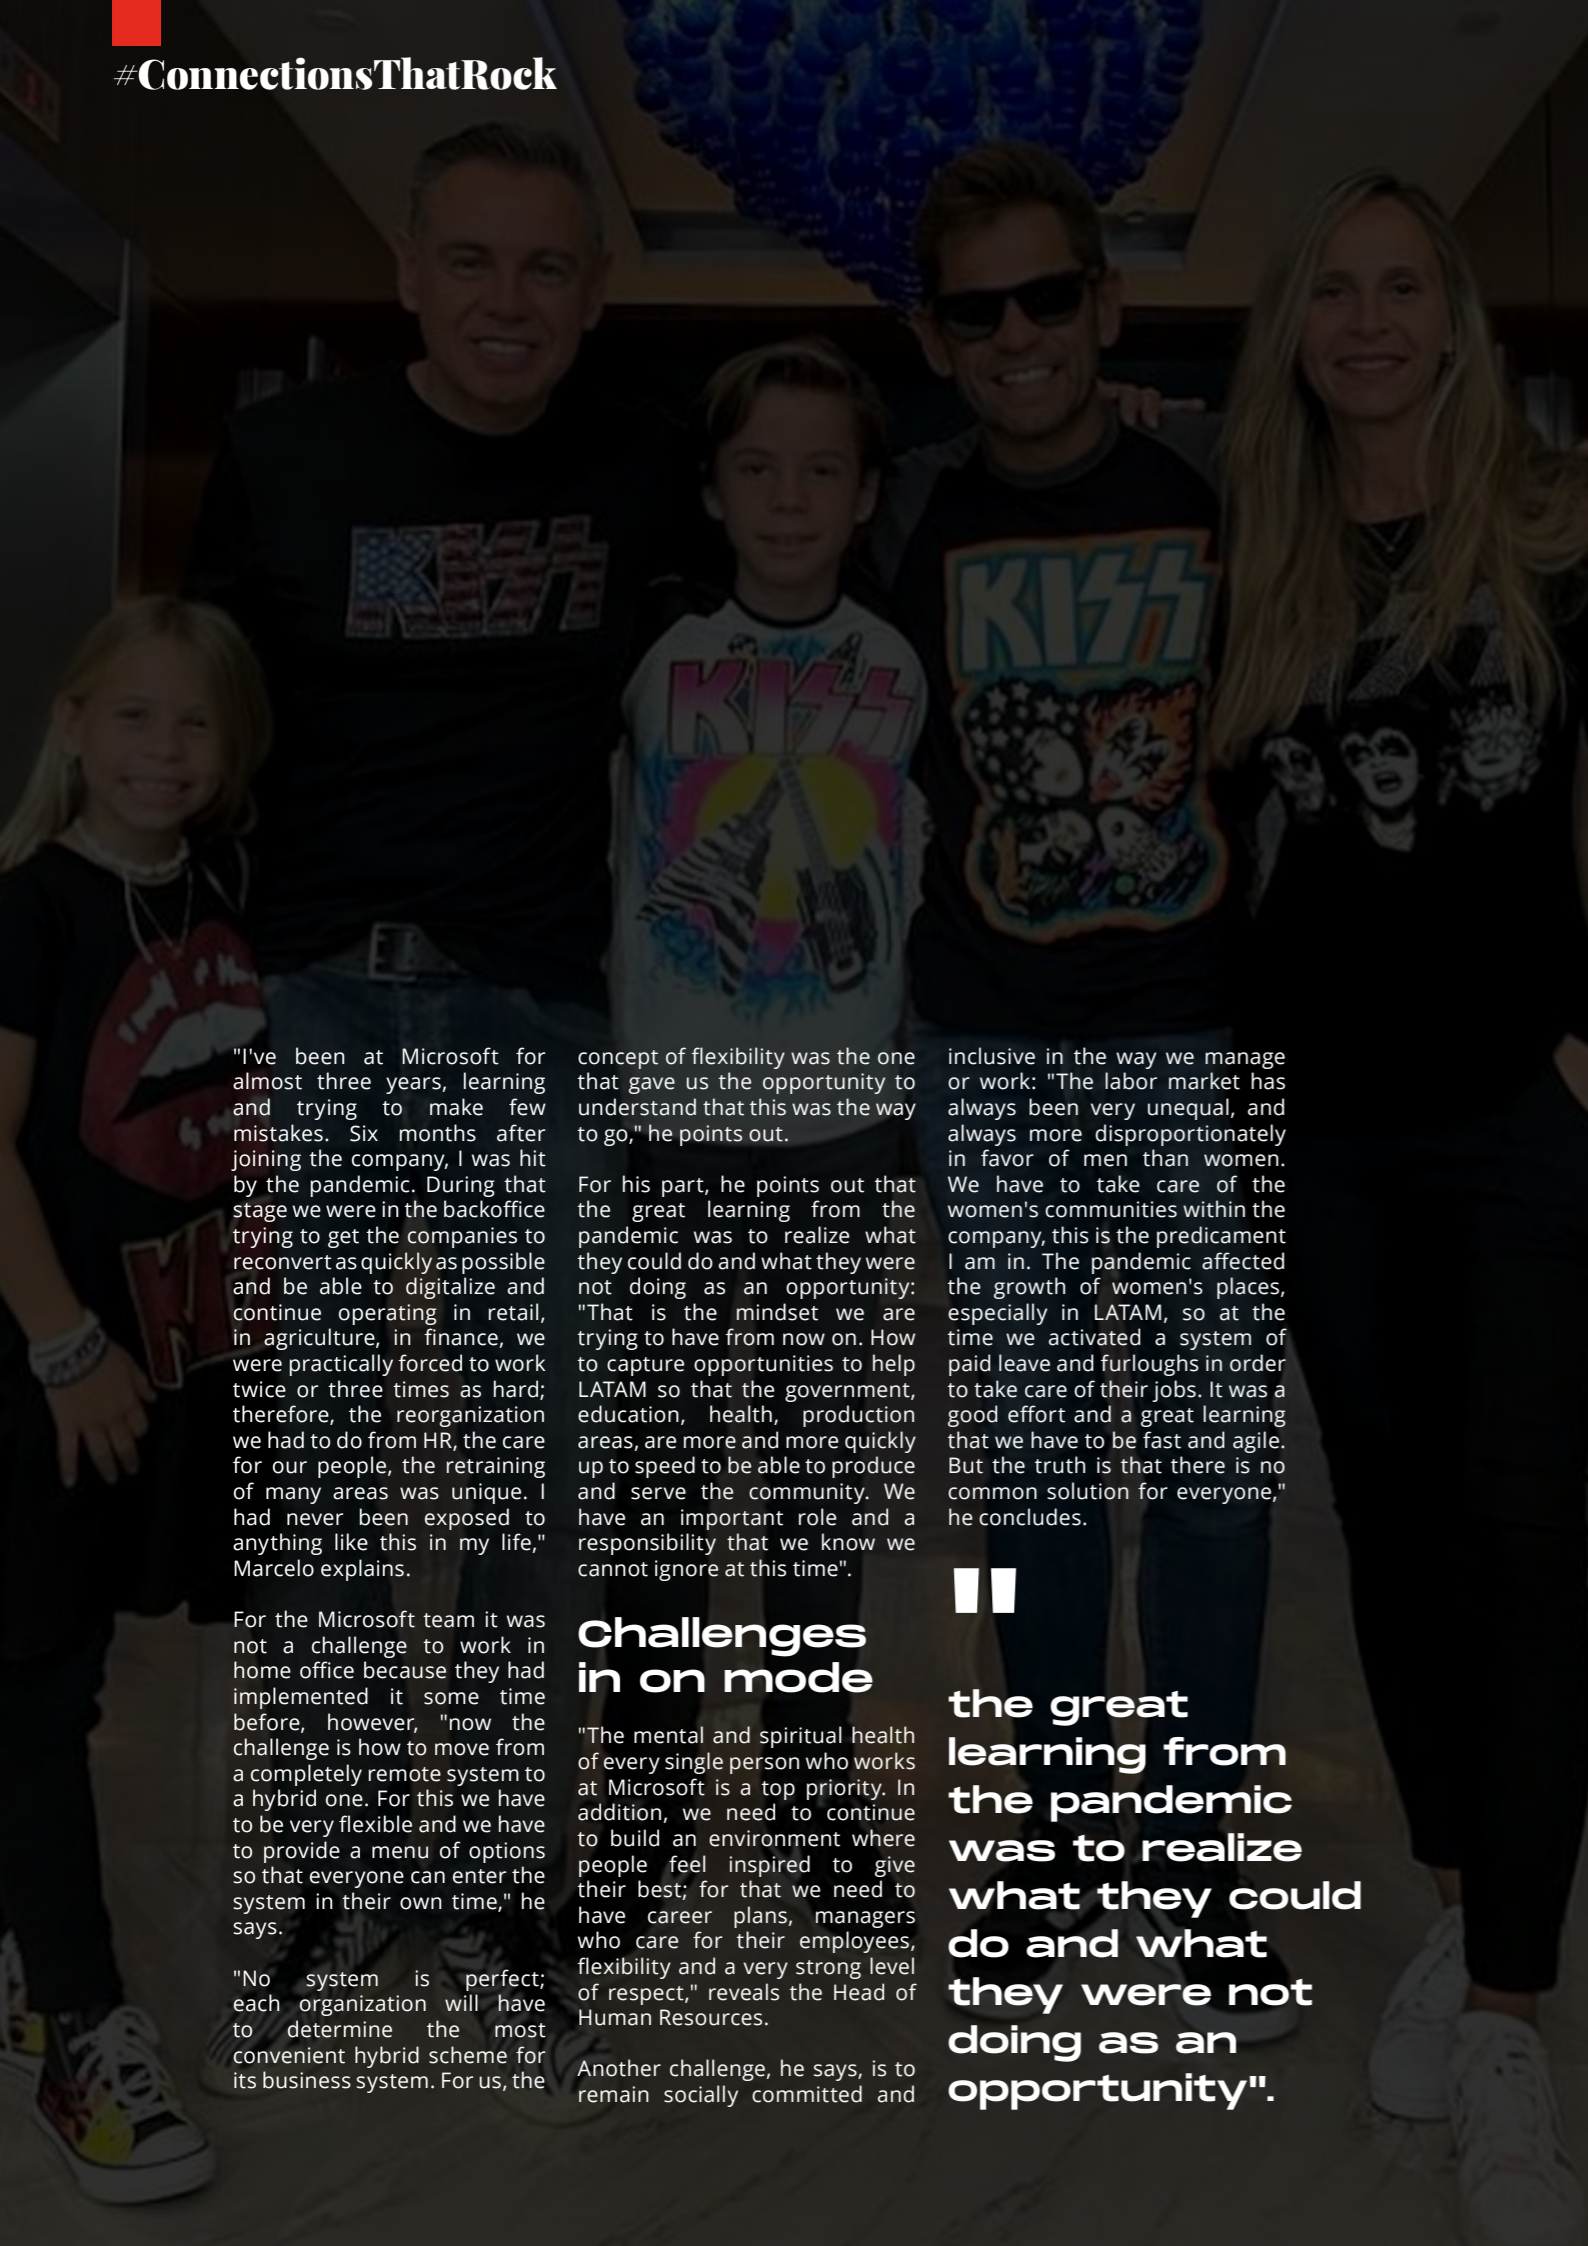 #ConnectionsThatRock
KISS
KISS
KISS
"I've been at Microsoft for
almost three years, learning
and trying to make few
mistakes. Six months after
joining the company, I was hit
by the pandemic. During that
stage we were in the backoffice
trying to get the companies to
reconvert as quickly as possible
and be able to digitalize and
continue operating in retail,
in agriculture, in finance, we
were practically forced to work
twice or three times as hard;
therefore, the reorganization
we had to do from HR, the care
for our people, the retraining
of many areas was unique. I
had never been exposed to
anything like this in my life,"
Marcelo explains.
For the Microsoft team it was
not a challenge to work in
home office because they had
implemented it some time
before, however, "now the
challenge is how to move from
a completely remote system to
a hybrid one. For this we have
to be very flexible and we have
to provide a menu of options
so that everyone can enter the
system in their own time," he
says.
"No system is perfect;
each organization will have
to determine the most
convenient hybrid scheme for
its business system. For us, the
concept of flexibility was the one
that gave us the opportunity to
understand that this was the way
to go," he points out.
For his part, he points out that
the great learning from the
pandemic was to realize what
they could do and what they were
not doing as an opportunity:
"That is the mindset we are
trying to have from now on. How
to capture opportunities to help
LATAM so that the government,
education, health, production
areas, are more and more quickly
up to speed to be able to produce
and serve the community. We
have an important role and a
responsibility that we know we
cannot ignore at this time".
Challenges
in on mode
"The mental and spiritual health
of every single person who works
at Microsoft is a top priority. In
addition, we need to continue
to build an environment where
people feel inspired to give
their best; for that we need to
have career plans, managers
who care for their employees,
flexibility and a very strong level
of respect," reveals the Head of
Human Resources.
Another challenge, he says, is to
remain socially committed and
inclusive in the way we manage
or work: "The labor market has
always been very unequal, and
always more disproportionately
in favor of men than women.
We have to take care of the
women's communities within the
company, this is the predicament
I am in. The pandemic affected
the growth of women's places,
especially in LATAM, so at the
time we activated a system of
paid leave and furloughs in order
to take care of their jobs. It was a
good effort and a great learning
that we have to be fast and agile.
But the truth is that there is no
common solution for everyone,"
he concludes.
"
the great
learning from
the pandemic
was to realize
what they could
do and what
they were not
doing as an
opportunity".